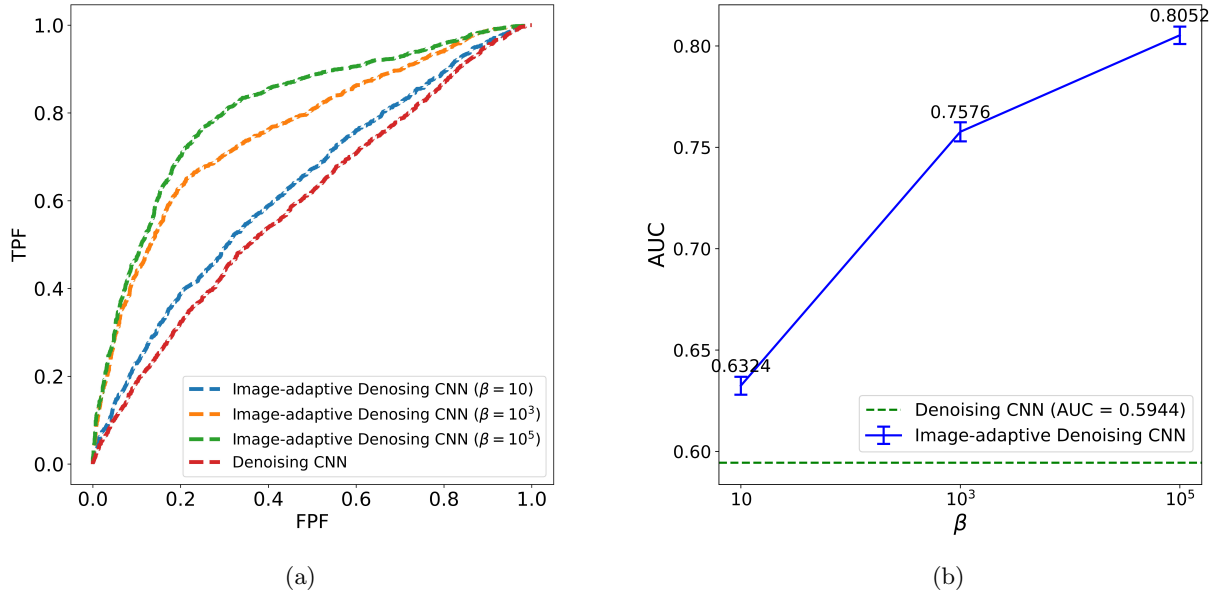 1.0
0.8
0.6
0.4
0.2
0.0
TPF
0.0 0.2 0.4 0.6 0.8 1.0
FPF
Image-adaptive Denosing CNN (β = 10)
Image-adaptive Denosing CNN (β = 10³)
Image-adaptive Denosing CNN (β = 10⁵)
Denoising CNN
(a)
0.80
0.75
0.70
0.65
0.60
AUC
0.6324
0.7576
0.8052
Denoising CNN (AUC = 0.5944)
Image-adaptive Denoising CNN
10 10³ 10⁵
β
(b)